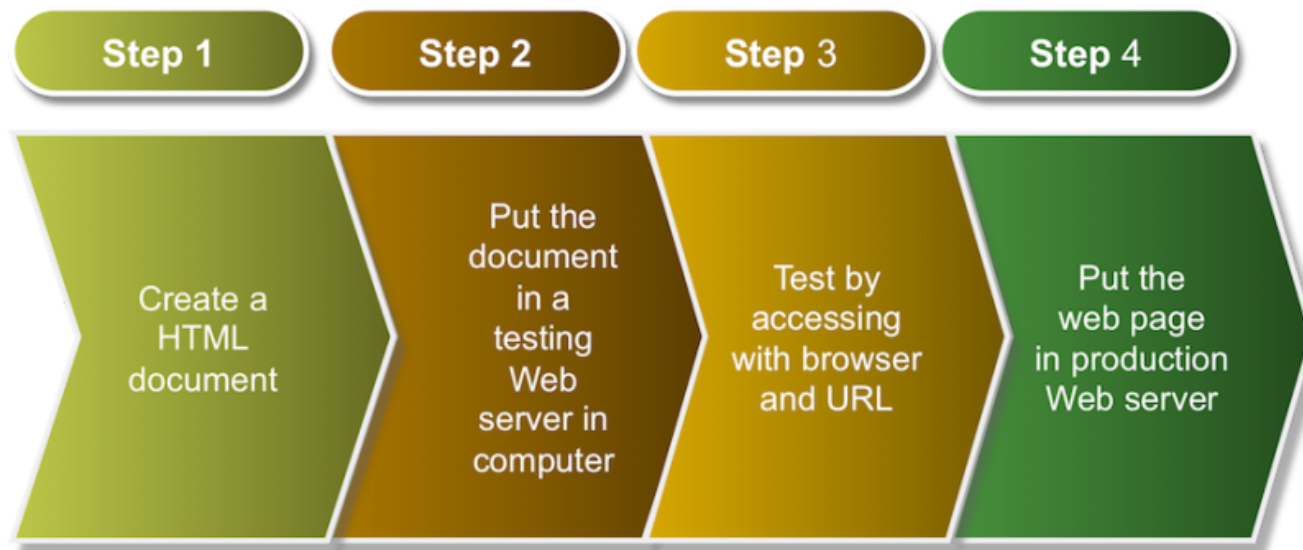 Step 1
Step 2
Step 3
Step 4
Create a
HTML
document
Put the
document
in a
testing
Web
server in
computer
Test by
accessing
with browser
and URL
Put the
web page
in production
Web server